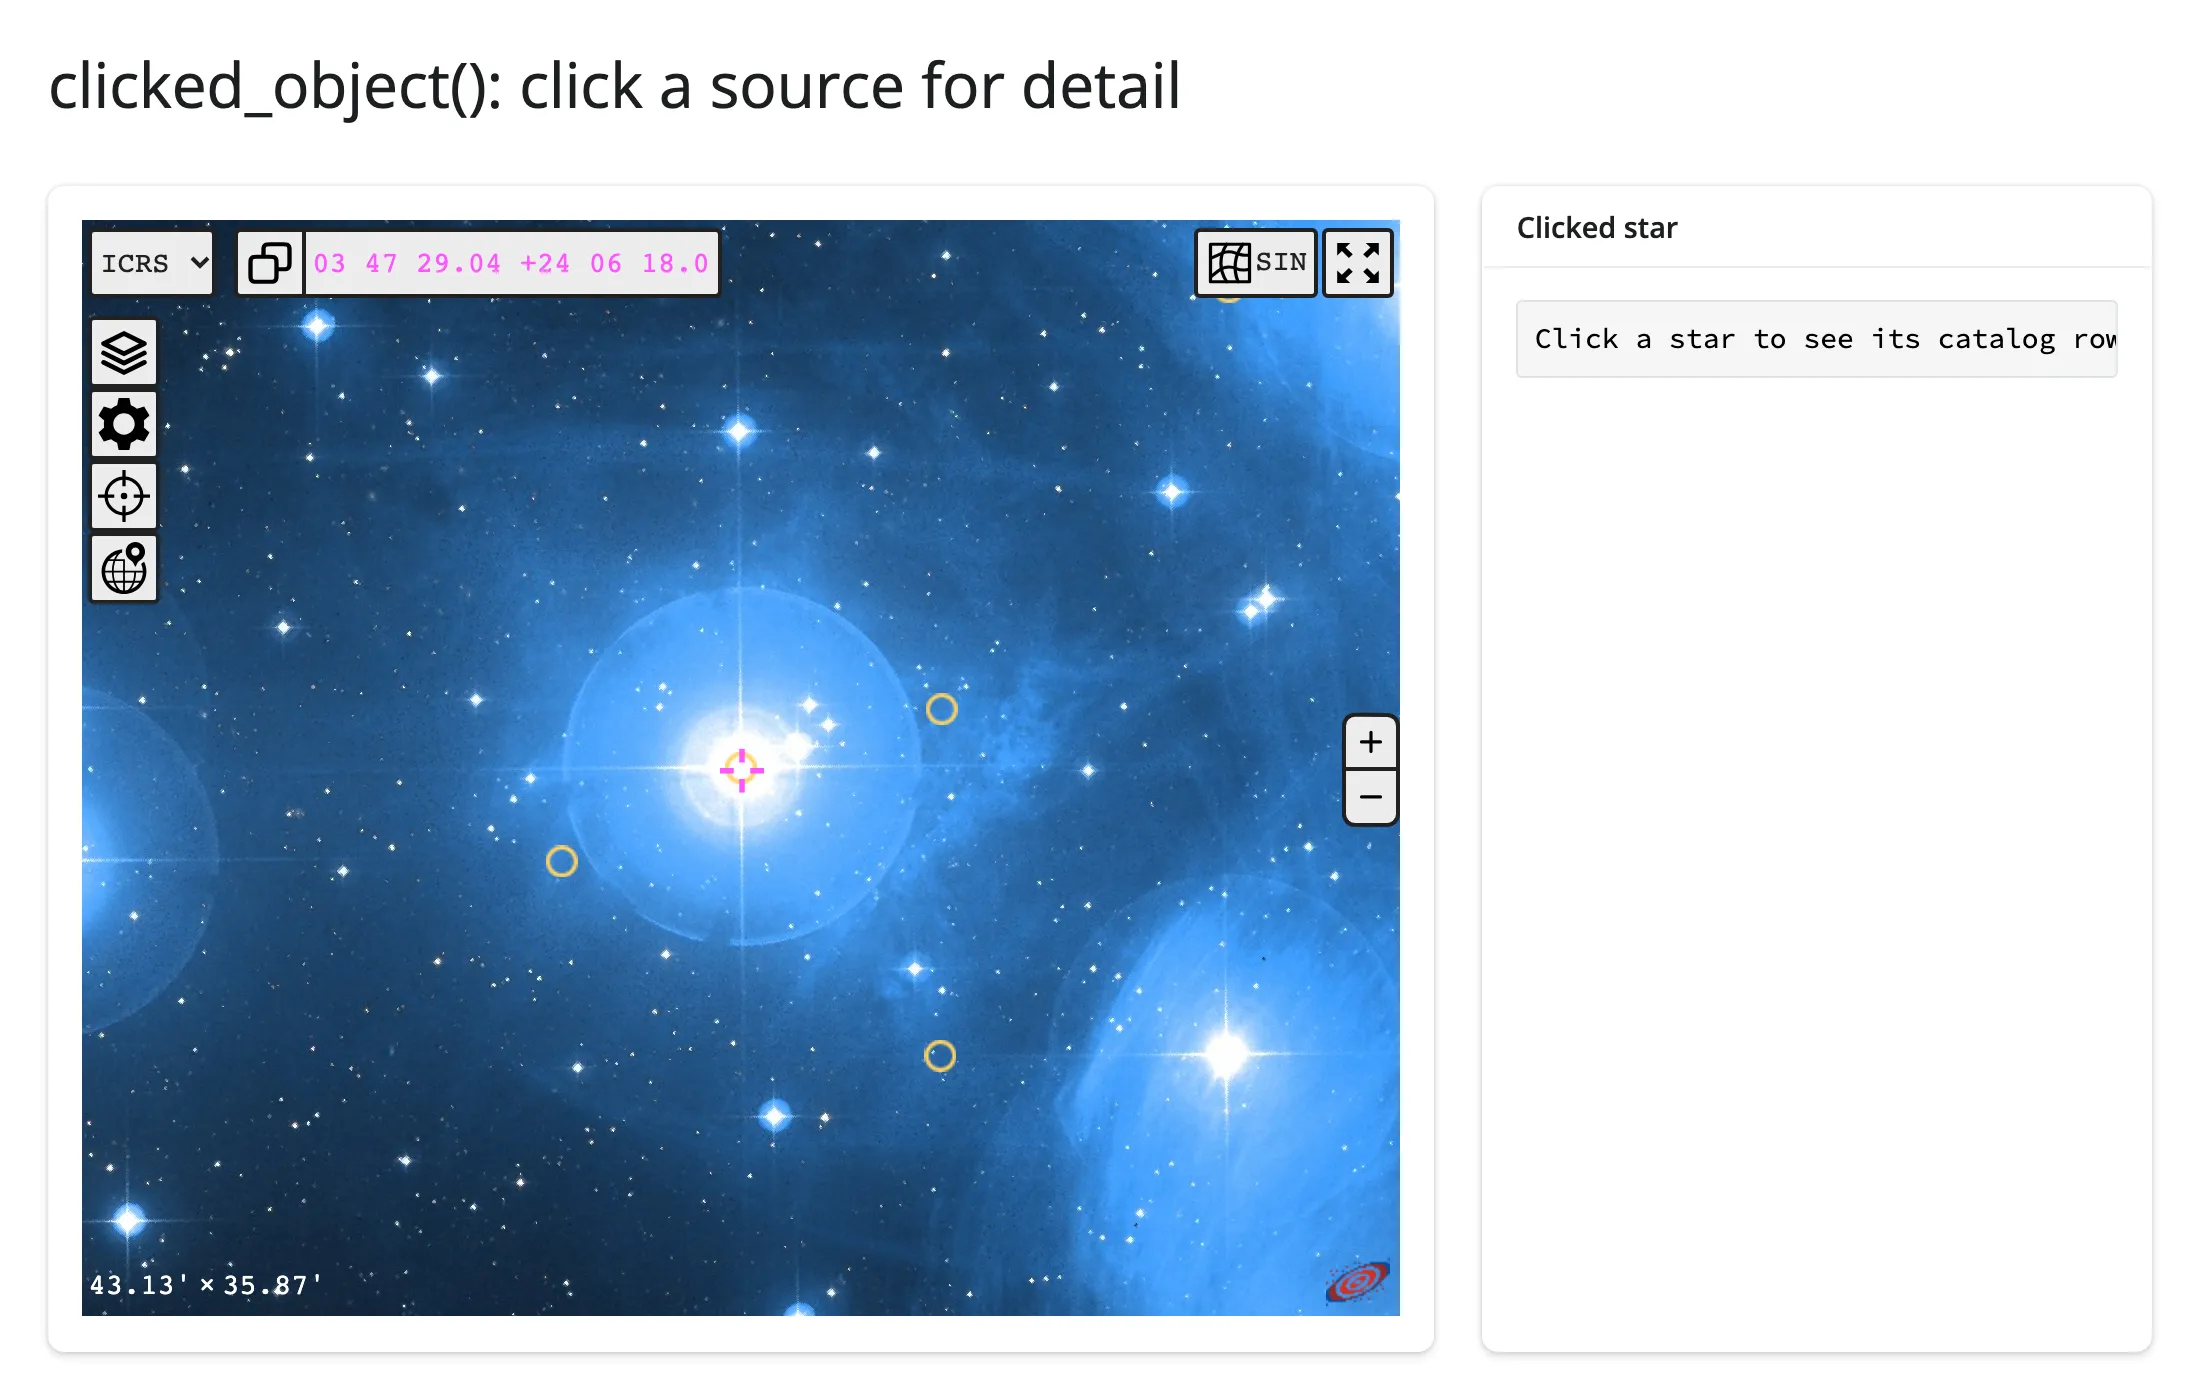 clicked_object(): click a source for detail
ICRS
03 47 29.04 +24 06 18.0
SIN
+
−
43.13' × 35.87'
Clicked star
Click a star to see its catalog row